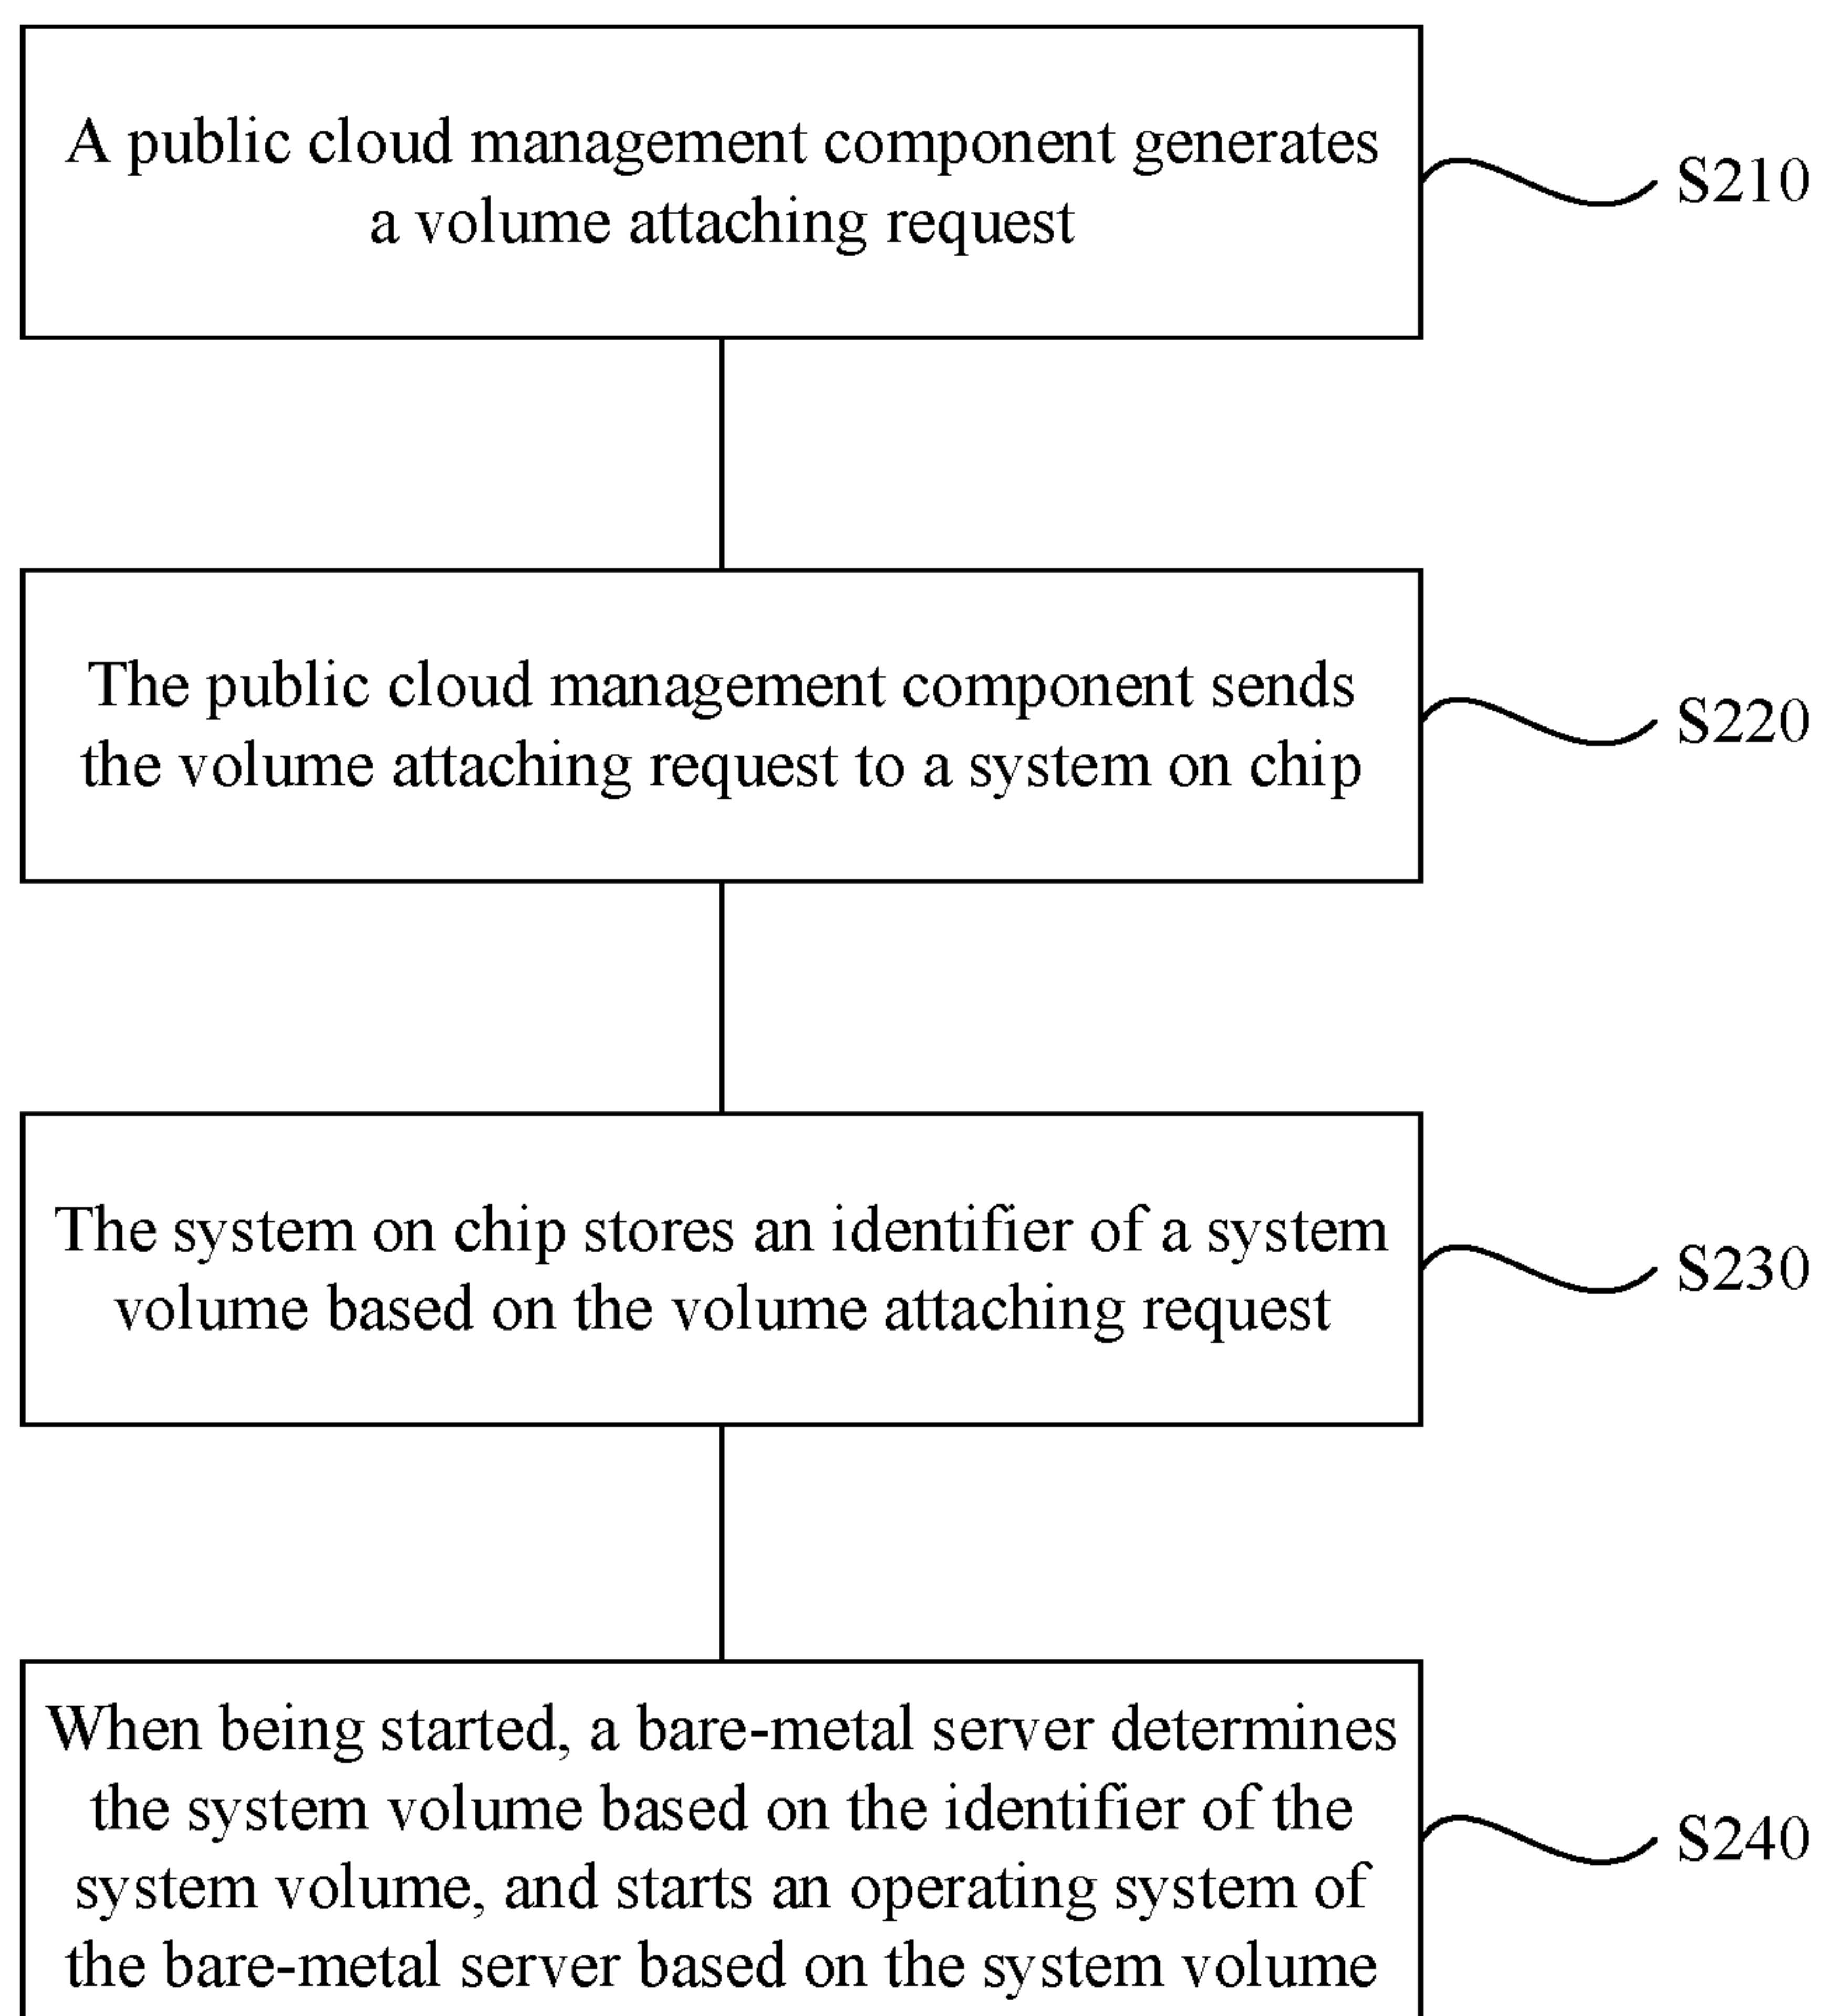 A public cloud management component generates
a volume attaching request
S210
The public cloud management component sends
the volume attaching request to a system on chip
S220
The system on chip stores an identifier of a system
volume based on the volume attaching request
S230
When being started, a bare-metal server determines
the system volume based on the identifier of the
system volume, and starts an operating system of
the bare-metal server based on the system volume
S240